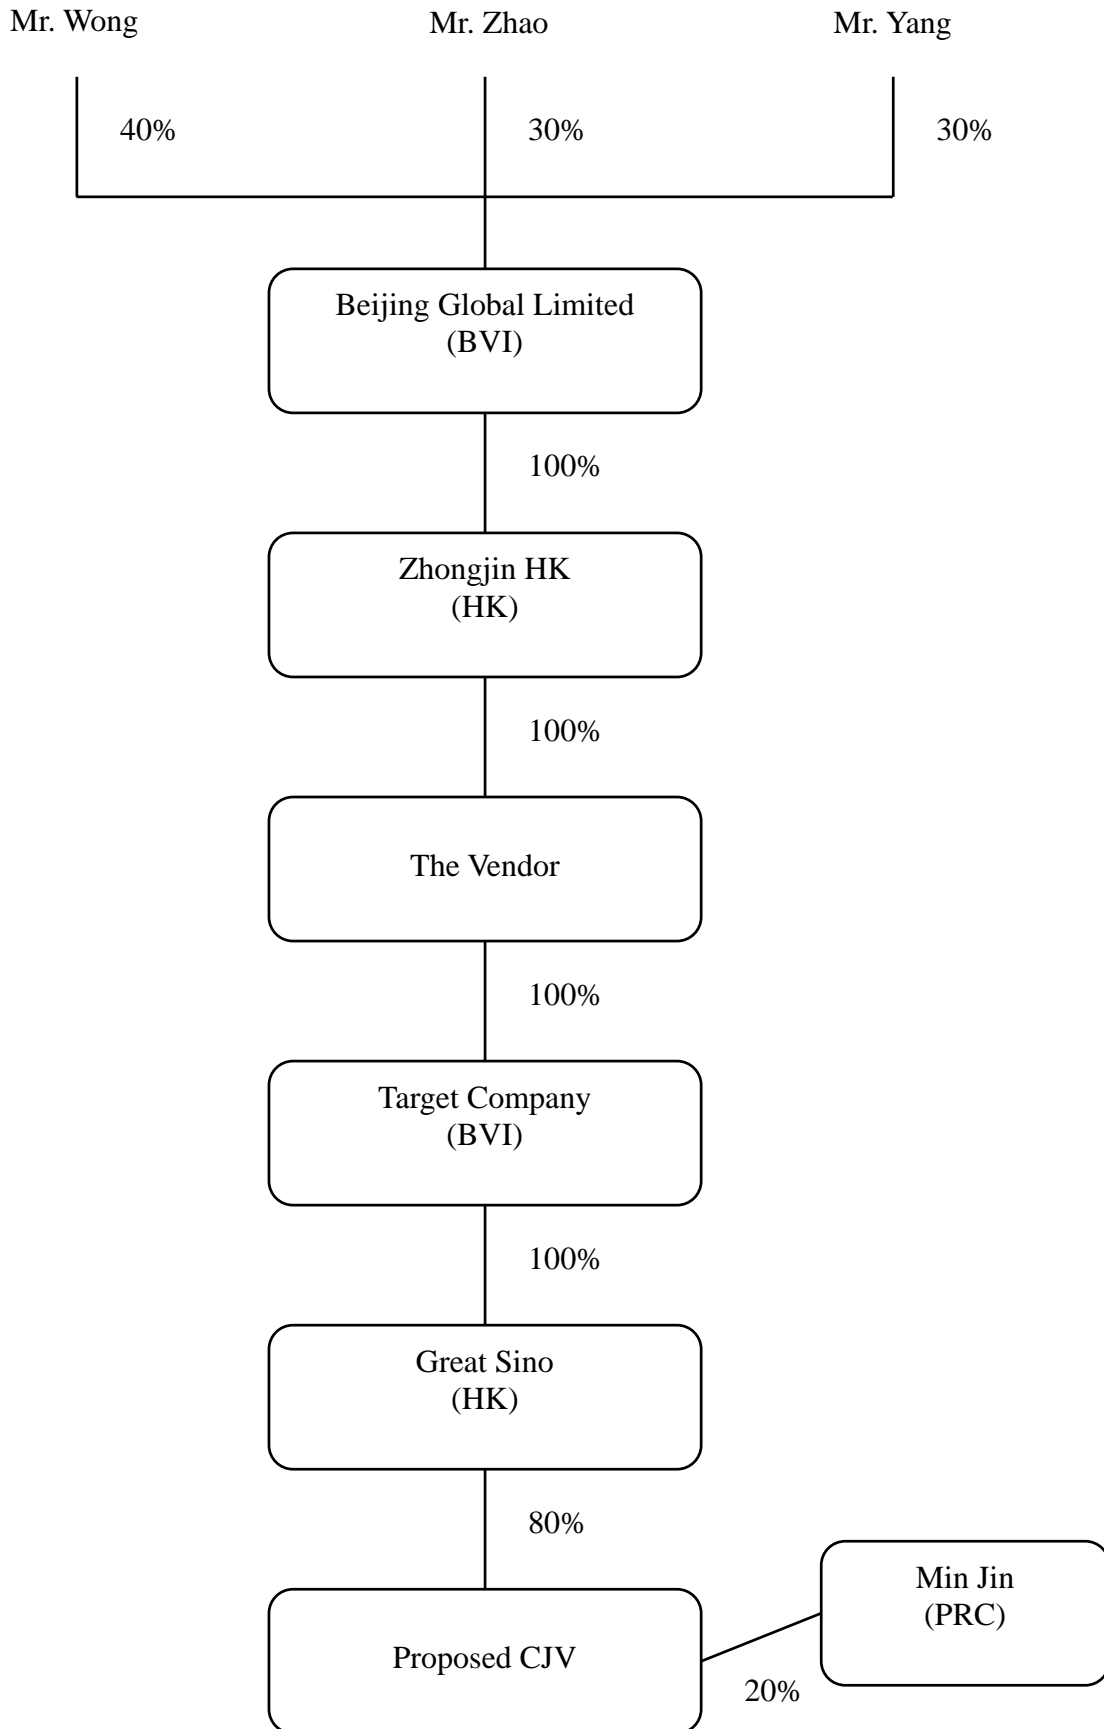 Mr. Wong
Mr. Zhao
Mr. Yang
40%
30%
30%
Beijing Global Limited
(BVI)
100%
Zhongjin HK
(HK)
100%
The Vendor
100%
Target Company
(BVI)
100%
Great Sino
(HK)
80%
Min Jin
(PRC)
Proposed CJV
20%